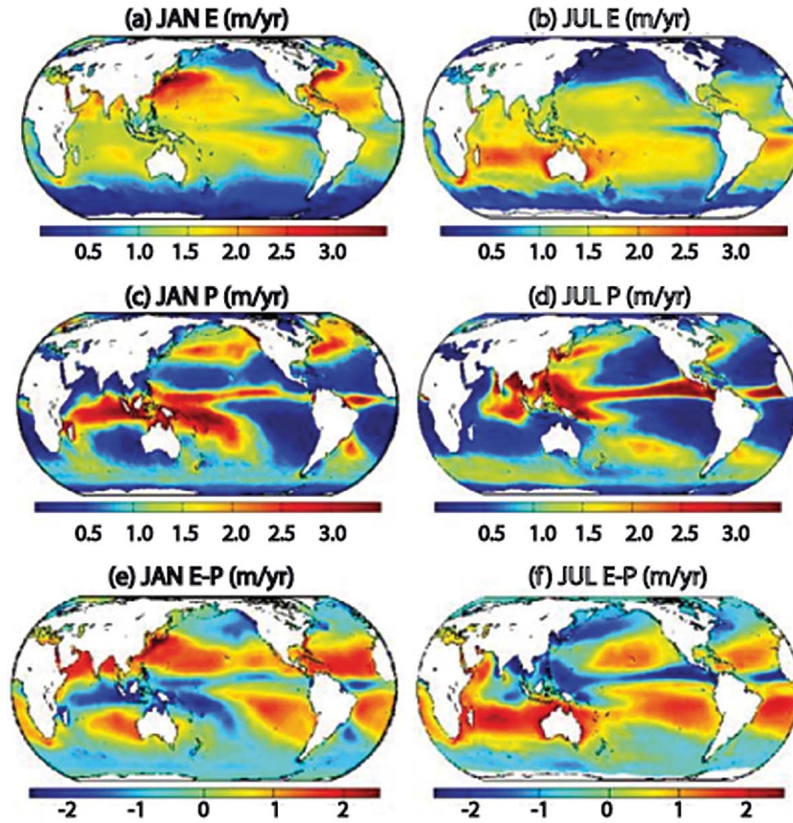 (a) JAN E (m/yr)
(b) JUL E (m/yr)
0.5 1.0 1.5 2.0 2.5 3.0
0.5 1.0 1.5 2.0 2.5 3.0
(c) JAN P (m/yr)
(d) JUL P (m/yr)
0.5 1.0 1.5 2.0 2.5 3.0
0.5 1.0 1.5 2.0 2.5 3.0
(e) JAN E-P (m/yr)
(f) JUL E-P (m/yr)
-2 -1 0 1 2
-2 -1 0 1 2